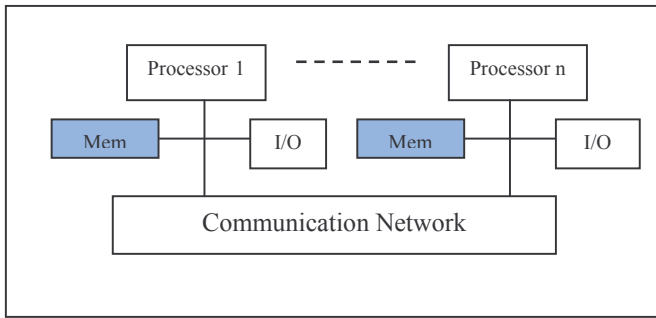 Processor 1
Processor n
Mem
I/O
Mem
I/O
Communication Network